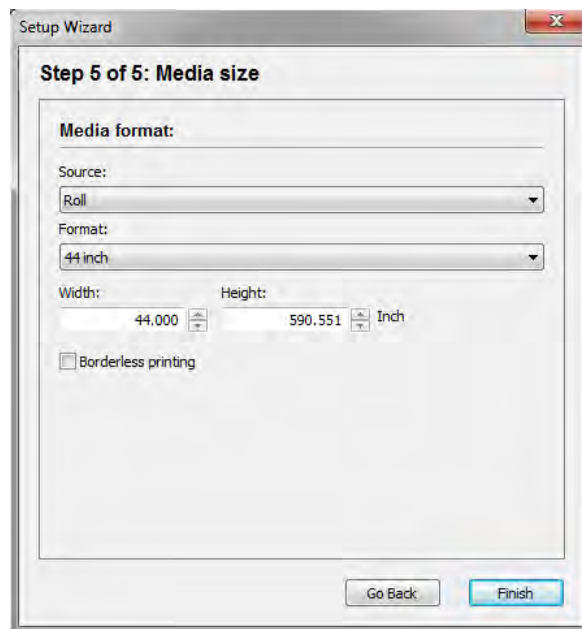 Setup Wizard
Step 5 of 5: Media size
Media format:
Source:
Roll
Format:
44 inch
Width: Height:
44.000 590.551 Inch
Borderless printing
Go Back Finish